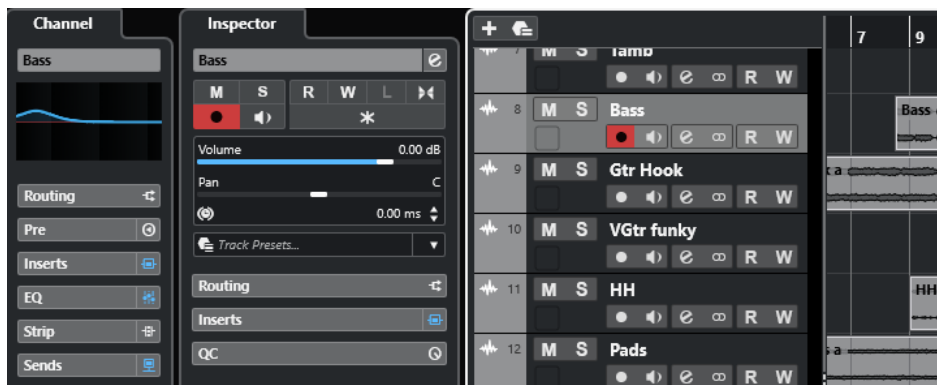 Channel
Bass
Routing
Pre
Inserts
EQ
Strip
Sends
Inspector
Bass e
M S R W L
Volume 0.00 dB
Pan C
0.00 ms
Track Presets...
Routing
Inserts
QC
7 9
7 M S Tamb
e R W
8 M S Bass
e R W
Bass
9 M S Gtr Hook
e R W
a
10 M S VGtr funky
e R W
11 M S HH
e R W
HH
12 M S Pads
e R W
s a